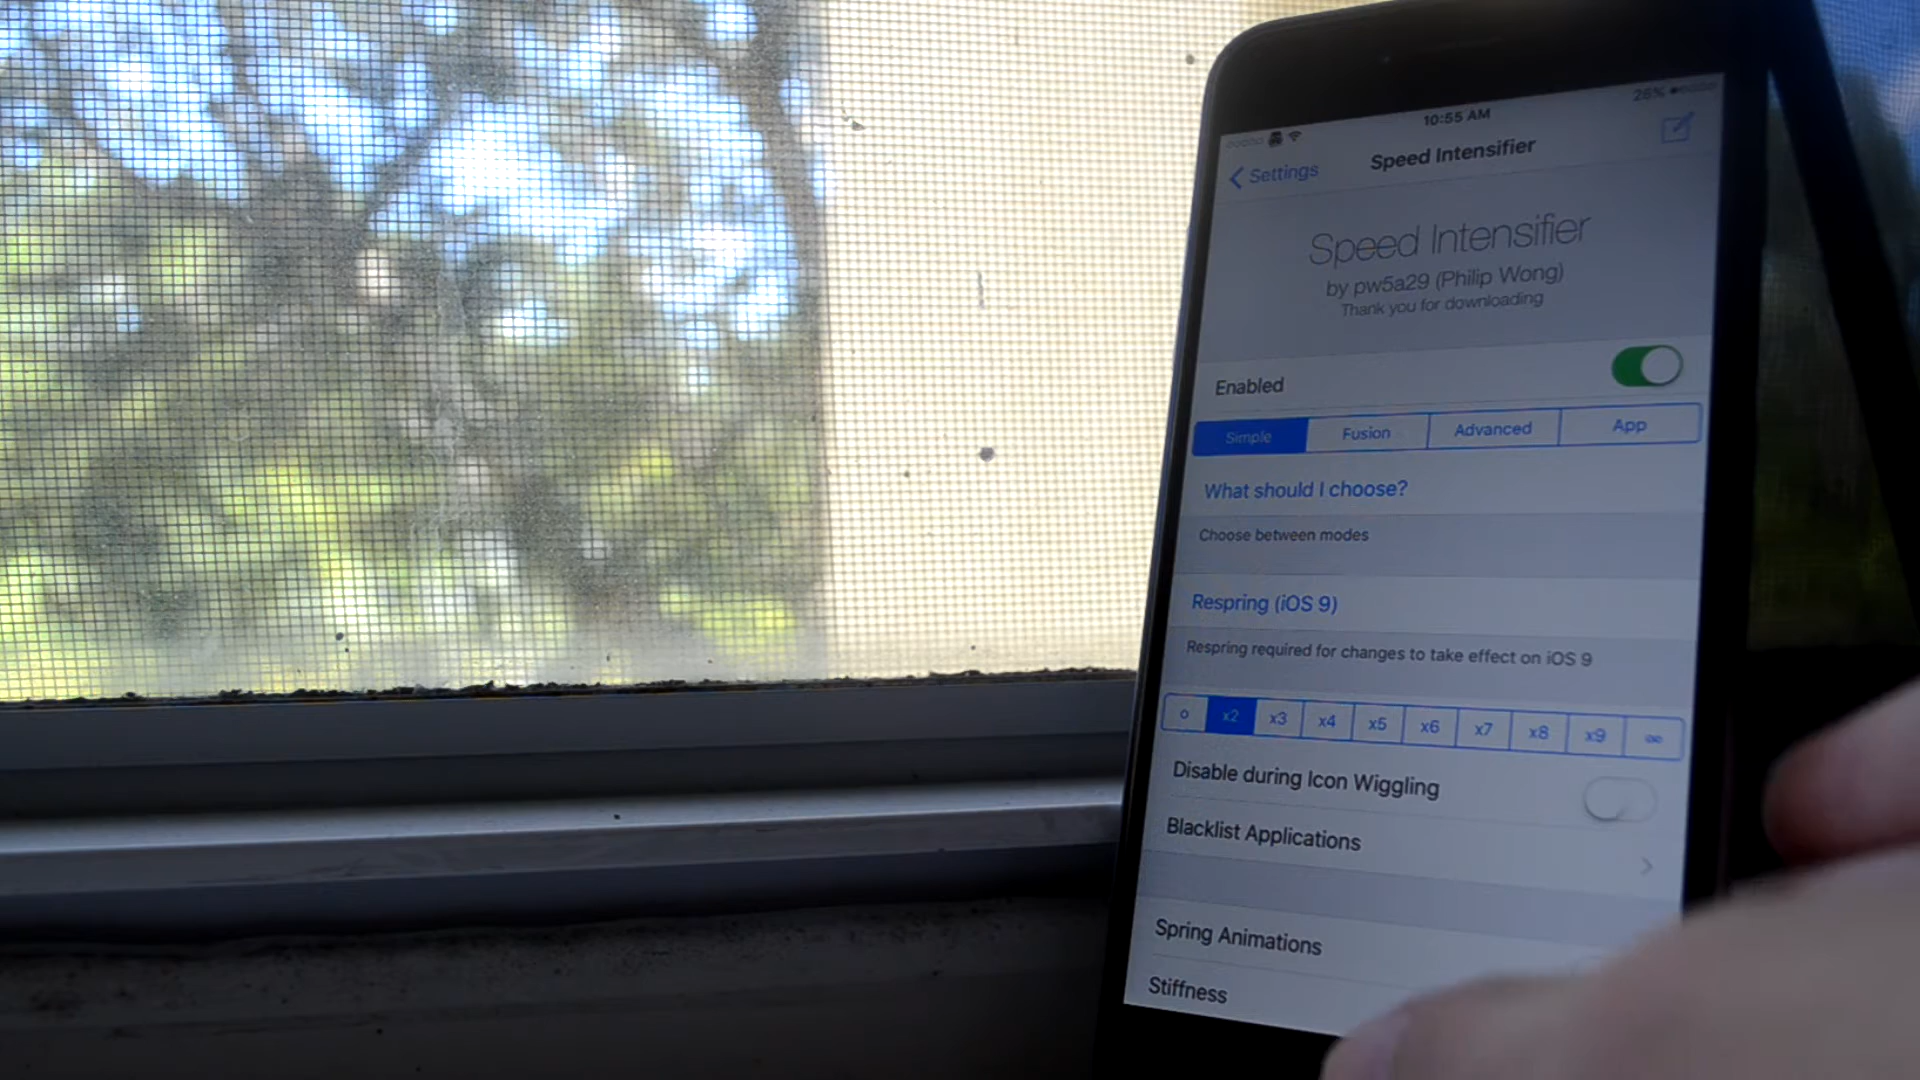 10:55 AM
26%
Settings
Speed Intensifier
Speed Intensifier
by pw5a29 (Philip Wong)
Thank you for downloading
Enabled
Simple
Fusion
Advanced
App
What should I choose?
Choose between modes
Respring (iOS 9)
Respring required for changes to take effect on iOS 9
0 x2 x3 x4 x5 x6 x7 x8 x9 ∞
Disable during Icon Wiggling
Blacklist Applications
Spring Animations
Stiffness